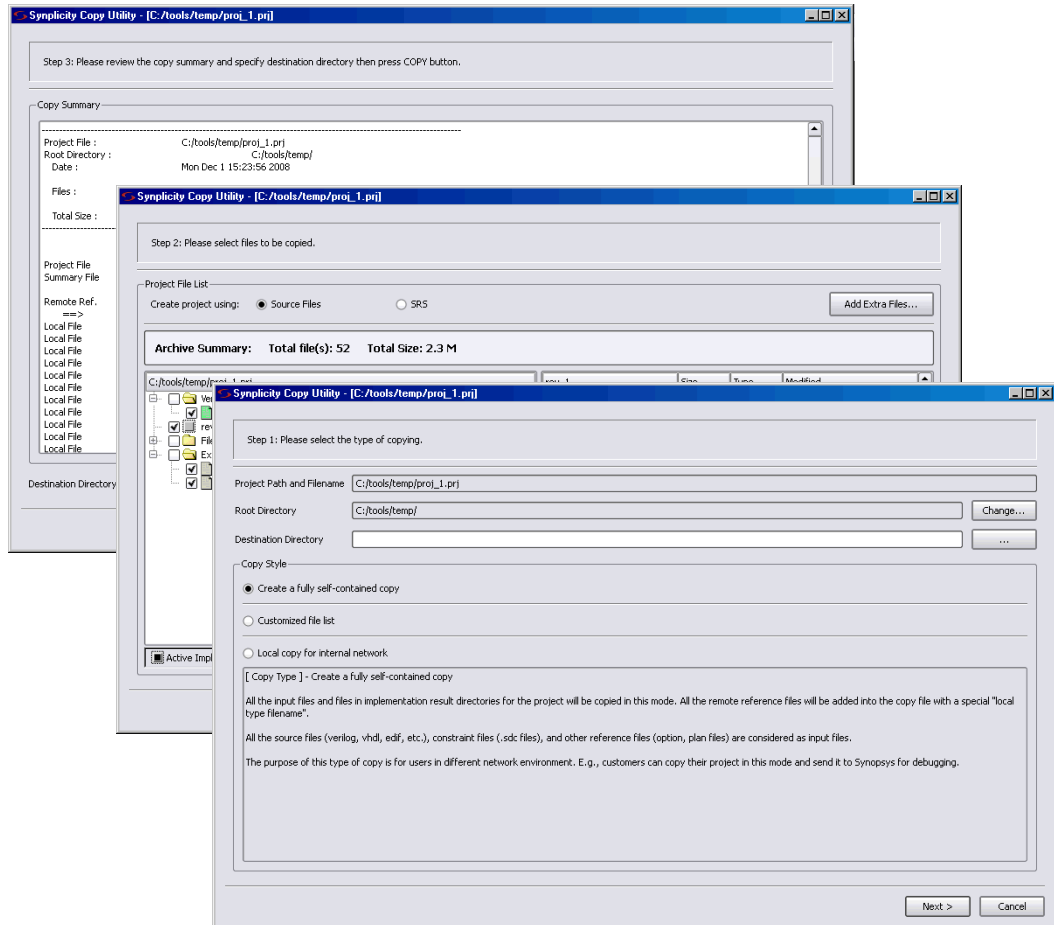 Synplicity Copy Utility - [C:/tools/temp/proj_1.prj]
Step 3: Please review the copy summary and specify destination directory then press COPY button.
Copy Summary
Project File : C:/tools/temp/proj_1.prj
Root Directory : C:/tools/temp/
Date : Mon Dec 1 15:23:56 2008
Files :
Total Size :
Project File
Summary File
Remote Ref.
==>
Local File
Local File
Local File
Local File
Local File
Local File
Local File
Local File
Local File
Local File
Local File
Destination Directory
Synplicity Copy Utility - [C:/tools/temp/proj_1.prj]
Step 2: Please select files to be copied.
Project File List
Create project using: Source Files SRS Add Extra Files...
Archive Summary: Total file(s): 52 Total Size: 2.3 M
C:/tools/temp/proj_1.prj rev_1 Size Type Modified
Ve
rev
File
Ex
Active Impl
Synplicity Copy Utility - [C:/tools/temp/proj_1.prj]
Step 1: Please select the type of copying.
Project Path and Filename C:/tools/temp/proj_1.prj
Root Directory C:/tools/temp/ Change...
Destination Directory ...
Copy Style
Create a fully self-contained copy
Customized file list
Local copy for internal network
[ Copy Type ] - Create a fully self-contained copy
All the input files and files in implementation result directories for the project will be copied in this mode. All the remote reference files will be added into the copy file with a special "local
type filename".
All the source files (verilog, vhdl, edif, etc.), constraint files (.sdc files), and other reference files (option, plan files) are considered as input files.
The purpose of this type of copy is for users in different network environment. E.g., customers can copy their project in this mode and send it to Synopsys for debugging.
Next > Cancel